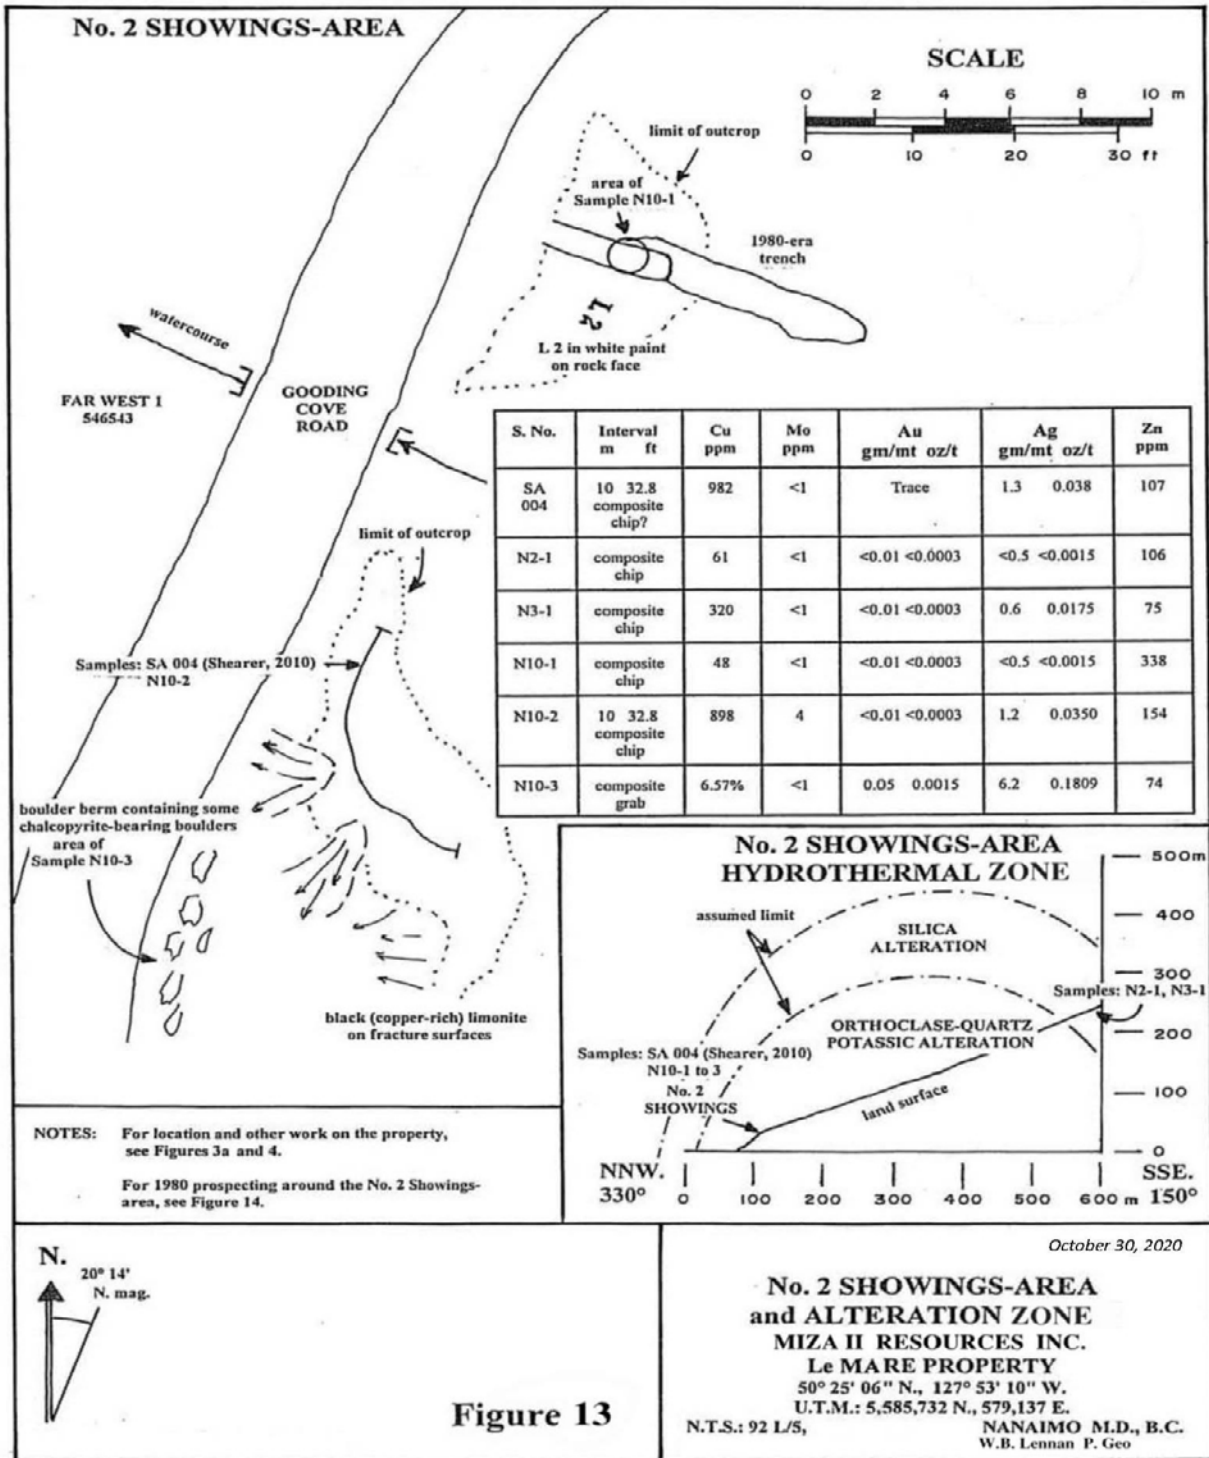 No. 2 SHOWINGS-AREA
SCALE
0 2 4 6 8 10 m
0 10 20 30 ft
limit of outcrop
area of
Sample N10-1
1980-era
trench
L2
L 2 in white paint
on rock face
watercourse
FAR WEST 1
546543
GOODING
COVE
ROAD
S. No. Interval Cu Mo Au Ag Zn
m ft ppm ppm gm/mt oz/t gm/mt oz/t ppm
SA 10 32.8 982 <1 Trace 1.3 0.038 107
004 composite
chip?
N2-1 composite 61 <1 <0.01 <0.0003 <0.5 <0.0015 106
chip
N3-1 composite 320 <1 <0.01 <0.0003 0.6 0.0175 75
chip
N10-1 composite 48 <1 <0.01 <0.0003 <0.5 <0.0015 338
chip
N10-2 10 32.8 898 4 <0.01 <0.0003 1.2 0.0350 154
composite
chip
N10-3 composite 6.57% <1 0.05 0.0015 6.2 0.1809 74
grab
limit of outcrop
Samples: SA 004 (Shearer, 2010)
N10-2
boulder berm containing some
chalcopyrite-bearing boulders
area of
Sample N10-3
black (copper-rich) limonite
on fracture surfaces
No. 2 SHOWINGS-AREA
HYDROTHERMAL ZONE
500m
400
300
200
100
0
assumed limit
SILICA
ALTERATION
Samples: N2-1, N3-1
ORTHOCLASE-QUARTZ
POTASSIC ALTERATION
Samples: SA 004 (Shearer, 2010)
N10-1 to 3
No. 2
SHOWINGS
land surface
NNW.
330°
0 100 200 300 400 500 600 m
SSE.
150°
NOTES: For location and other work on the property,
see Figures 3a and 4.
For 1980 prospecting around the No. 2 Showings-
area, see Figure 14.
N.
20° 14'
N. mag.
Figure 13
October 30, 2020
No. 2 SHOWINGS-AREA
and ALTERATION ZONE
MIZA II RESOURCES INC.
Le MARE PROPERTY
50° 25' 06" N., 127° 53' 10" W.
U.T.M.: 5,585,732 N., 579,137 E.
N.T.S.: 92 L/5, NANAIMO M.D., B.C.
W.B. Lennan P. Geo